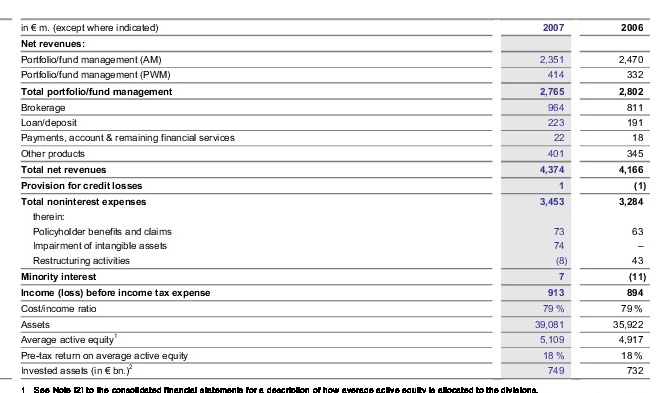 in € m. (except where indicated) 2007 2006
Net revenues:
Portfolio/fund management (AM) 2,351 2,470
Portfolio/fund management (PWM) 414 332
Total portfolio/fund management 2,765 2,802
Brokerage 964 811
Loan/deposit 223 191
Payments, account & remaining financial services 22 18
Other products 401 345
Total net revenues 4,374 4,166
Provision for credit losses 1 (1)
Total noninterest expenses 3,453 3,284
therein:
Policyholder benefits and claims 73 63
Impairment of intangible assets 74 –
Restructuring activities (8) 43
Minority interest 7 (11)
Income (loss) before income tax expense 913 894
Cost/income ratio 79 % 79 %
Assets 39,081 35,922
Average active equity1 5,109 4,917
Pre-tax return on average active equity 18 % 18 %
Invested assets (in € bn.)2 749 732
1 See Note [2] to the consolidated financial statements for a description of how average active equity is allocated to the divisions.